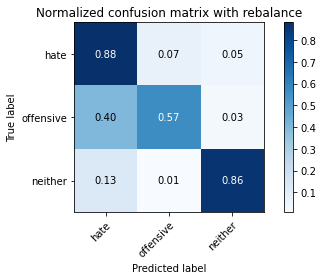 Normalized confusion matrix with rebalance
True label
hate
offensive
neither
0.88 0.07 0.05
0.40 0.57 0.03
0.13 0.01 0.86
hate
offensive
neither
Predicted label
0.8
0.7
0.6
0.5
0.4
0.3
0.2
0.1